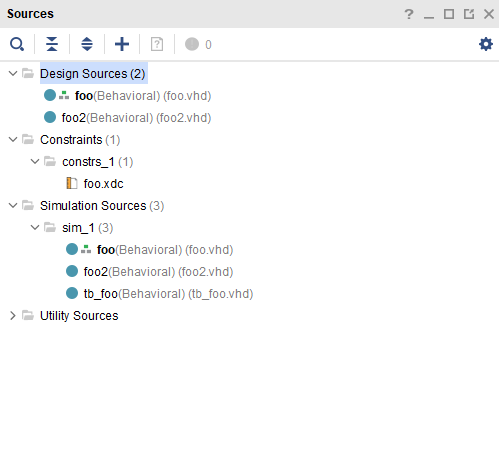 Sources
? 
0
Design Sources (2)
foo(Behavioral) (foo.vhd)
foo2(Behavioral) (foo2.vhd)
Constraints (1)
constrs_1 (1)
foo.xdc
Simulation Sources (3)
sim_1 (3)
foo(Behavioral) (foo.vhd)
foo2(Behavioral) (foo2.vhd)
tb_foo(Behavioral) (tb_foo.vhd)
Utility Sources